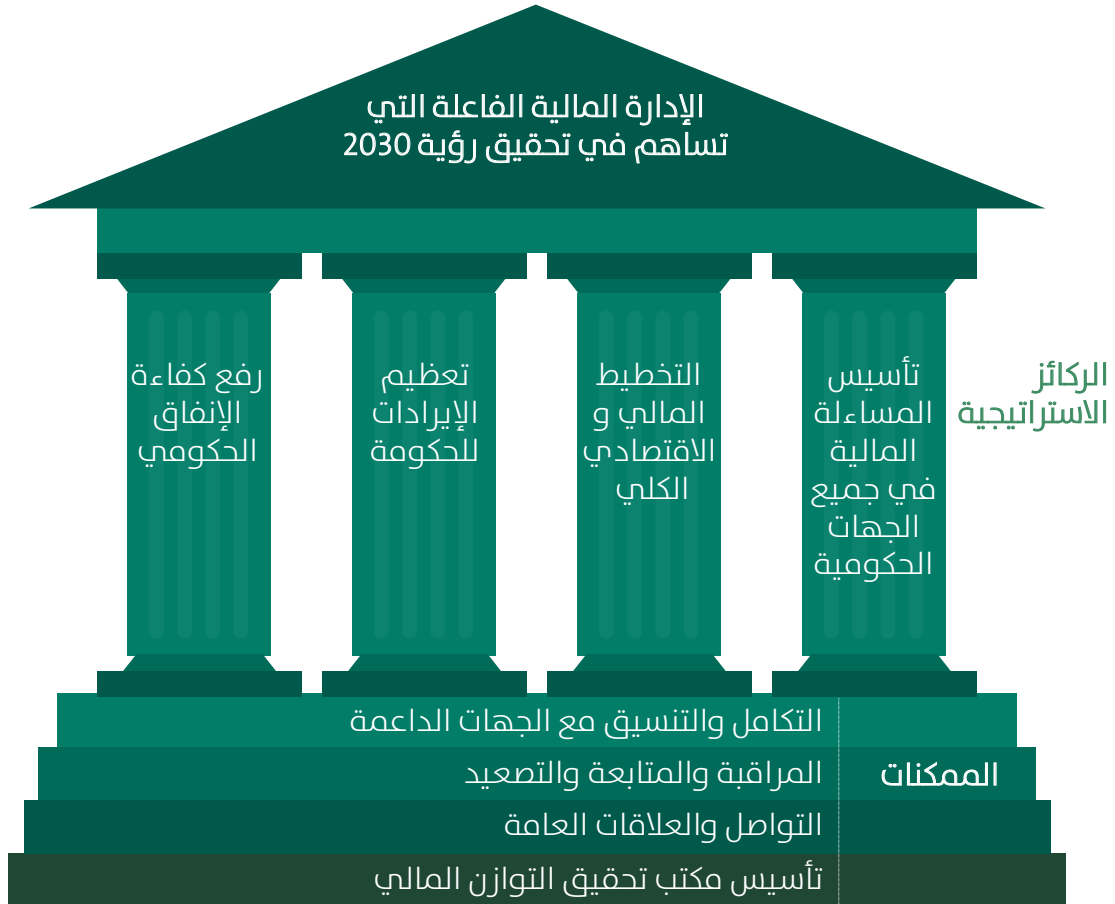 الإدارة المالية الفاعلة التي
تساهم في تحقيق رؤية 2030
الركائز
الاستراتيجية
تأسيس
المساءلة
المالية
في جميع
الجهات
الحكومية
التخطيط
المالي و
الاقتصادي
الكلي
تعظيم
الإيرادات
للحكومة
رفع كفاءة
الإنفاق
الحكومي
الممكنات
التكامل والتنسيق مع الجهات الداعمة
المراقبة والمتابعة والتصعيد
التواصل والعلاقات العامة
تأسيس مكتب تحقيق التوازن المالي